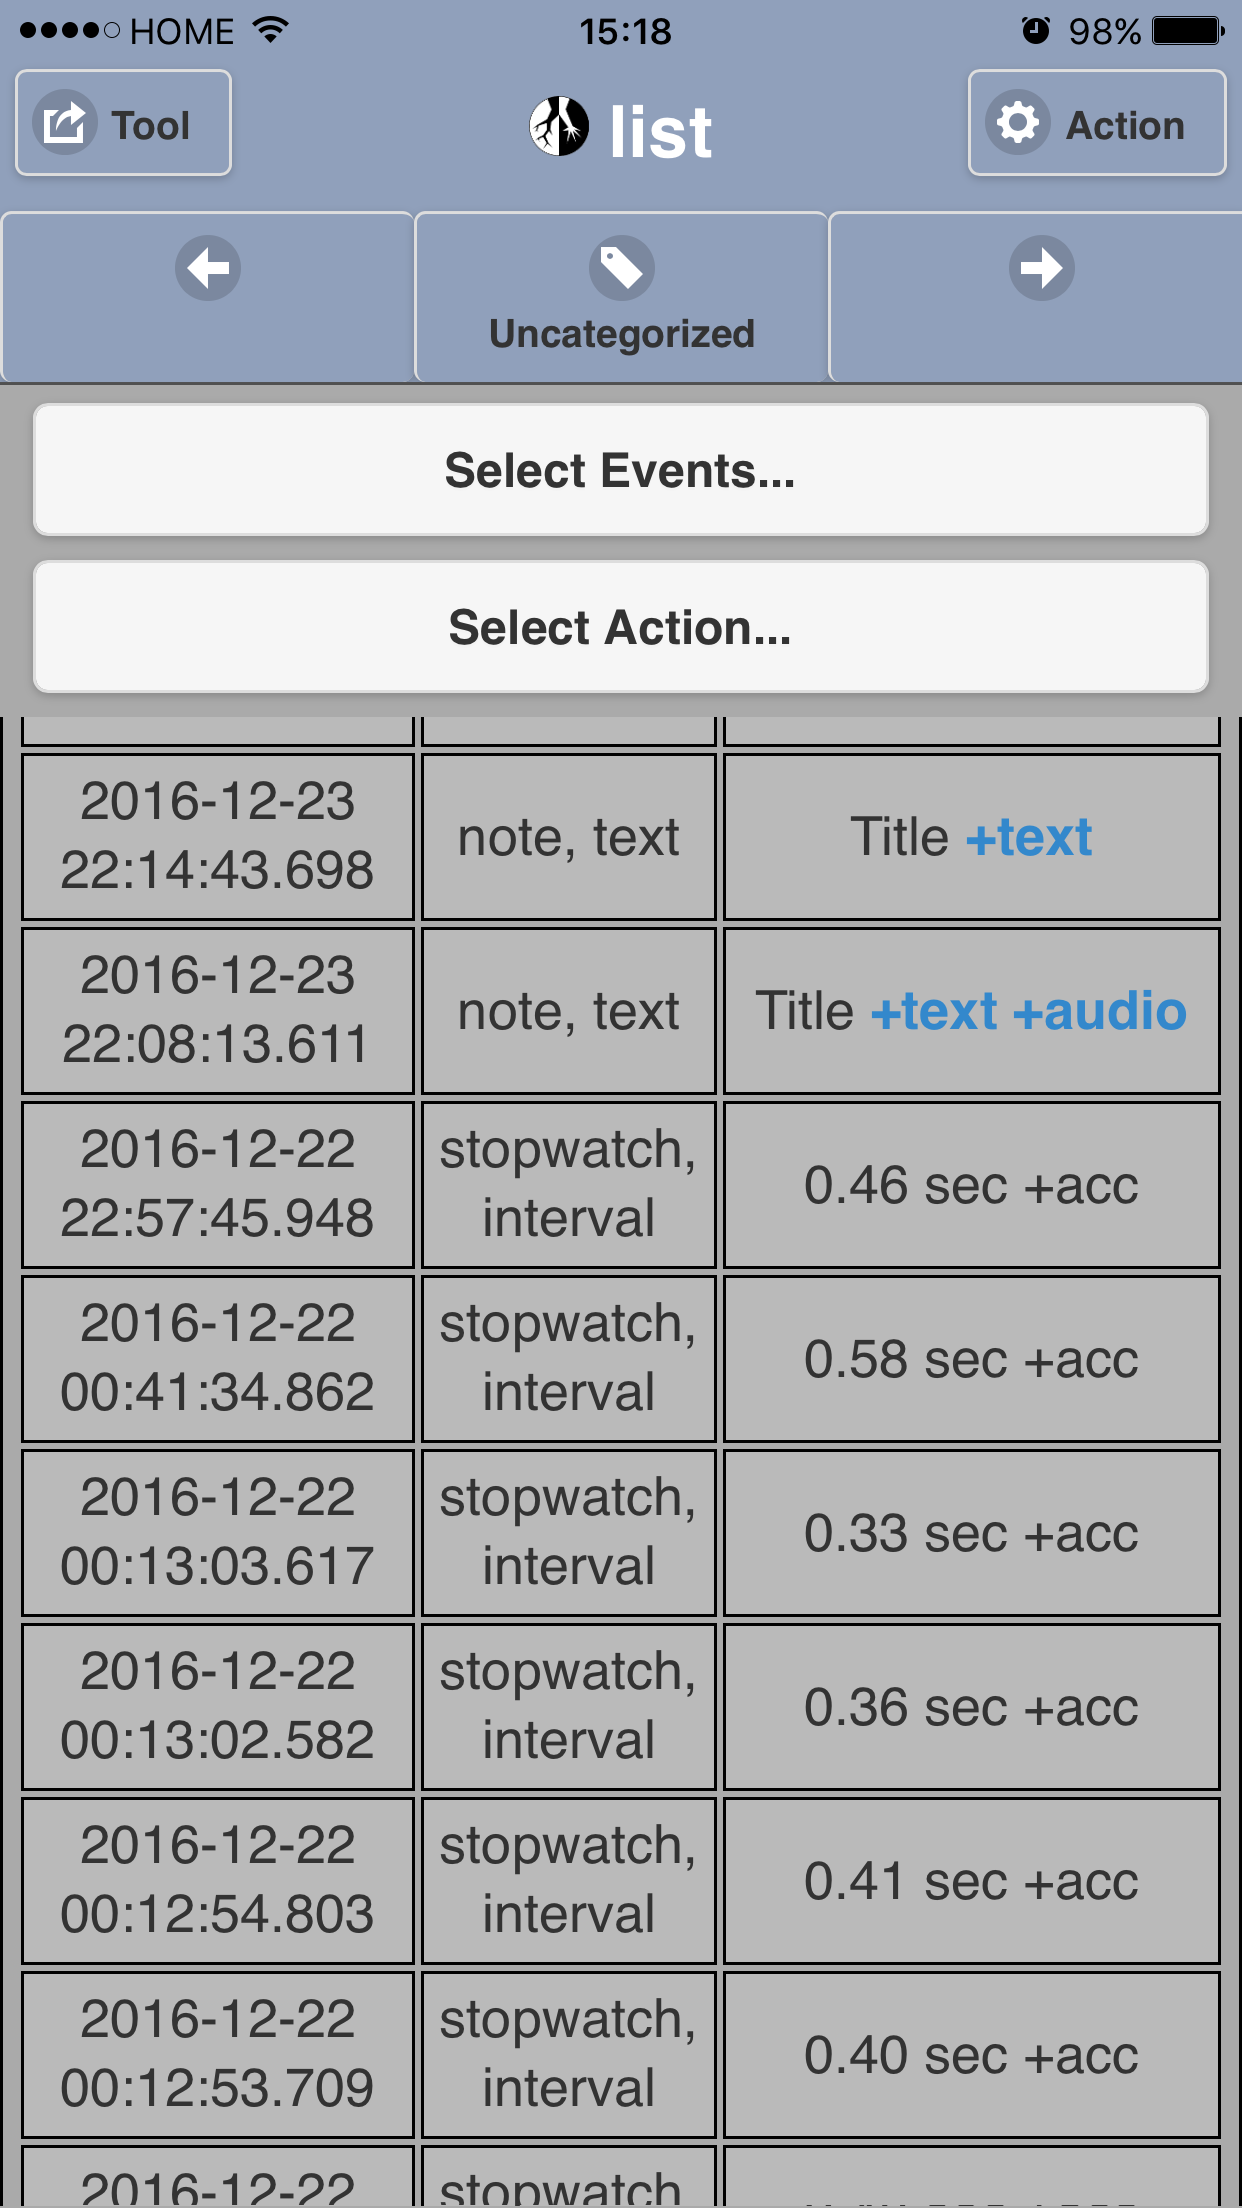 HOME 15:18 98%
Tool list Action
Uncategorized
Select Events...
Select Action...
2016-12-23
22:14:43.698
note, text
Title +text
2016-12-23
22:08:13.611
note, text
Title +text +audio
2016-12-22
22:57:45.948
stopwatch,
interval
0.46 sec +acc
2016-12-22
00:41:34.862
stopwatch,
interval
0.58 sec +acc
2016-12-22
00:13:03.617
stopwatch,
interval
0.33 sec +acc
2016-12-22
00:13:02.582
stopwatch,
interval
0.36 sec +acc
2016-12-22
00:12:54.803
stopwatch,
interval
0.41 sec +acc
2016-12-22
00:12:53.709
stopwatch,
interval
0.40 sec +acc
2016-12-22
stopwatch